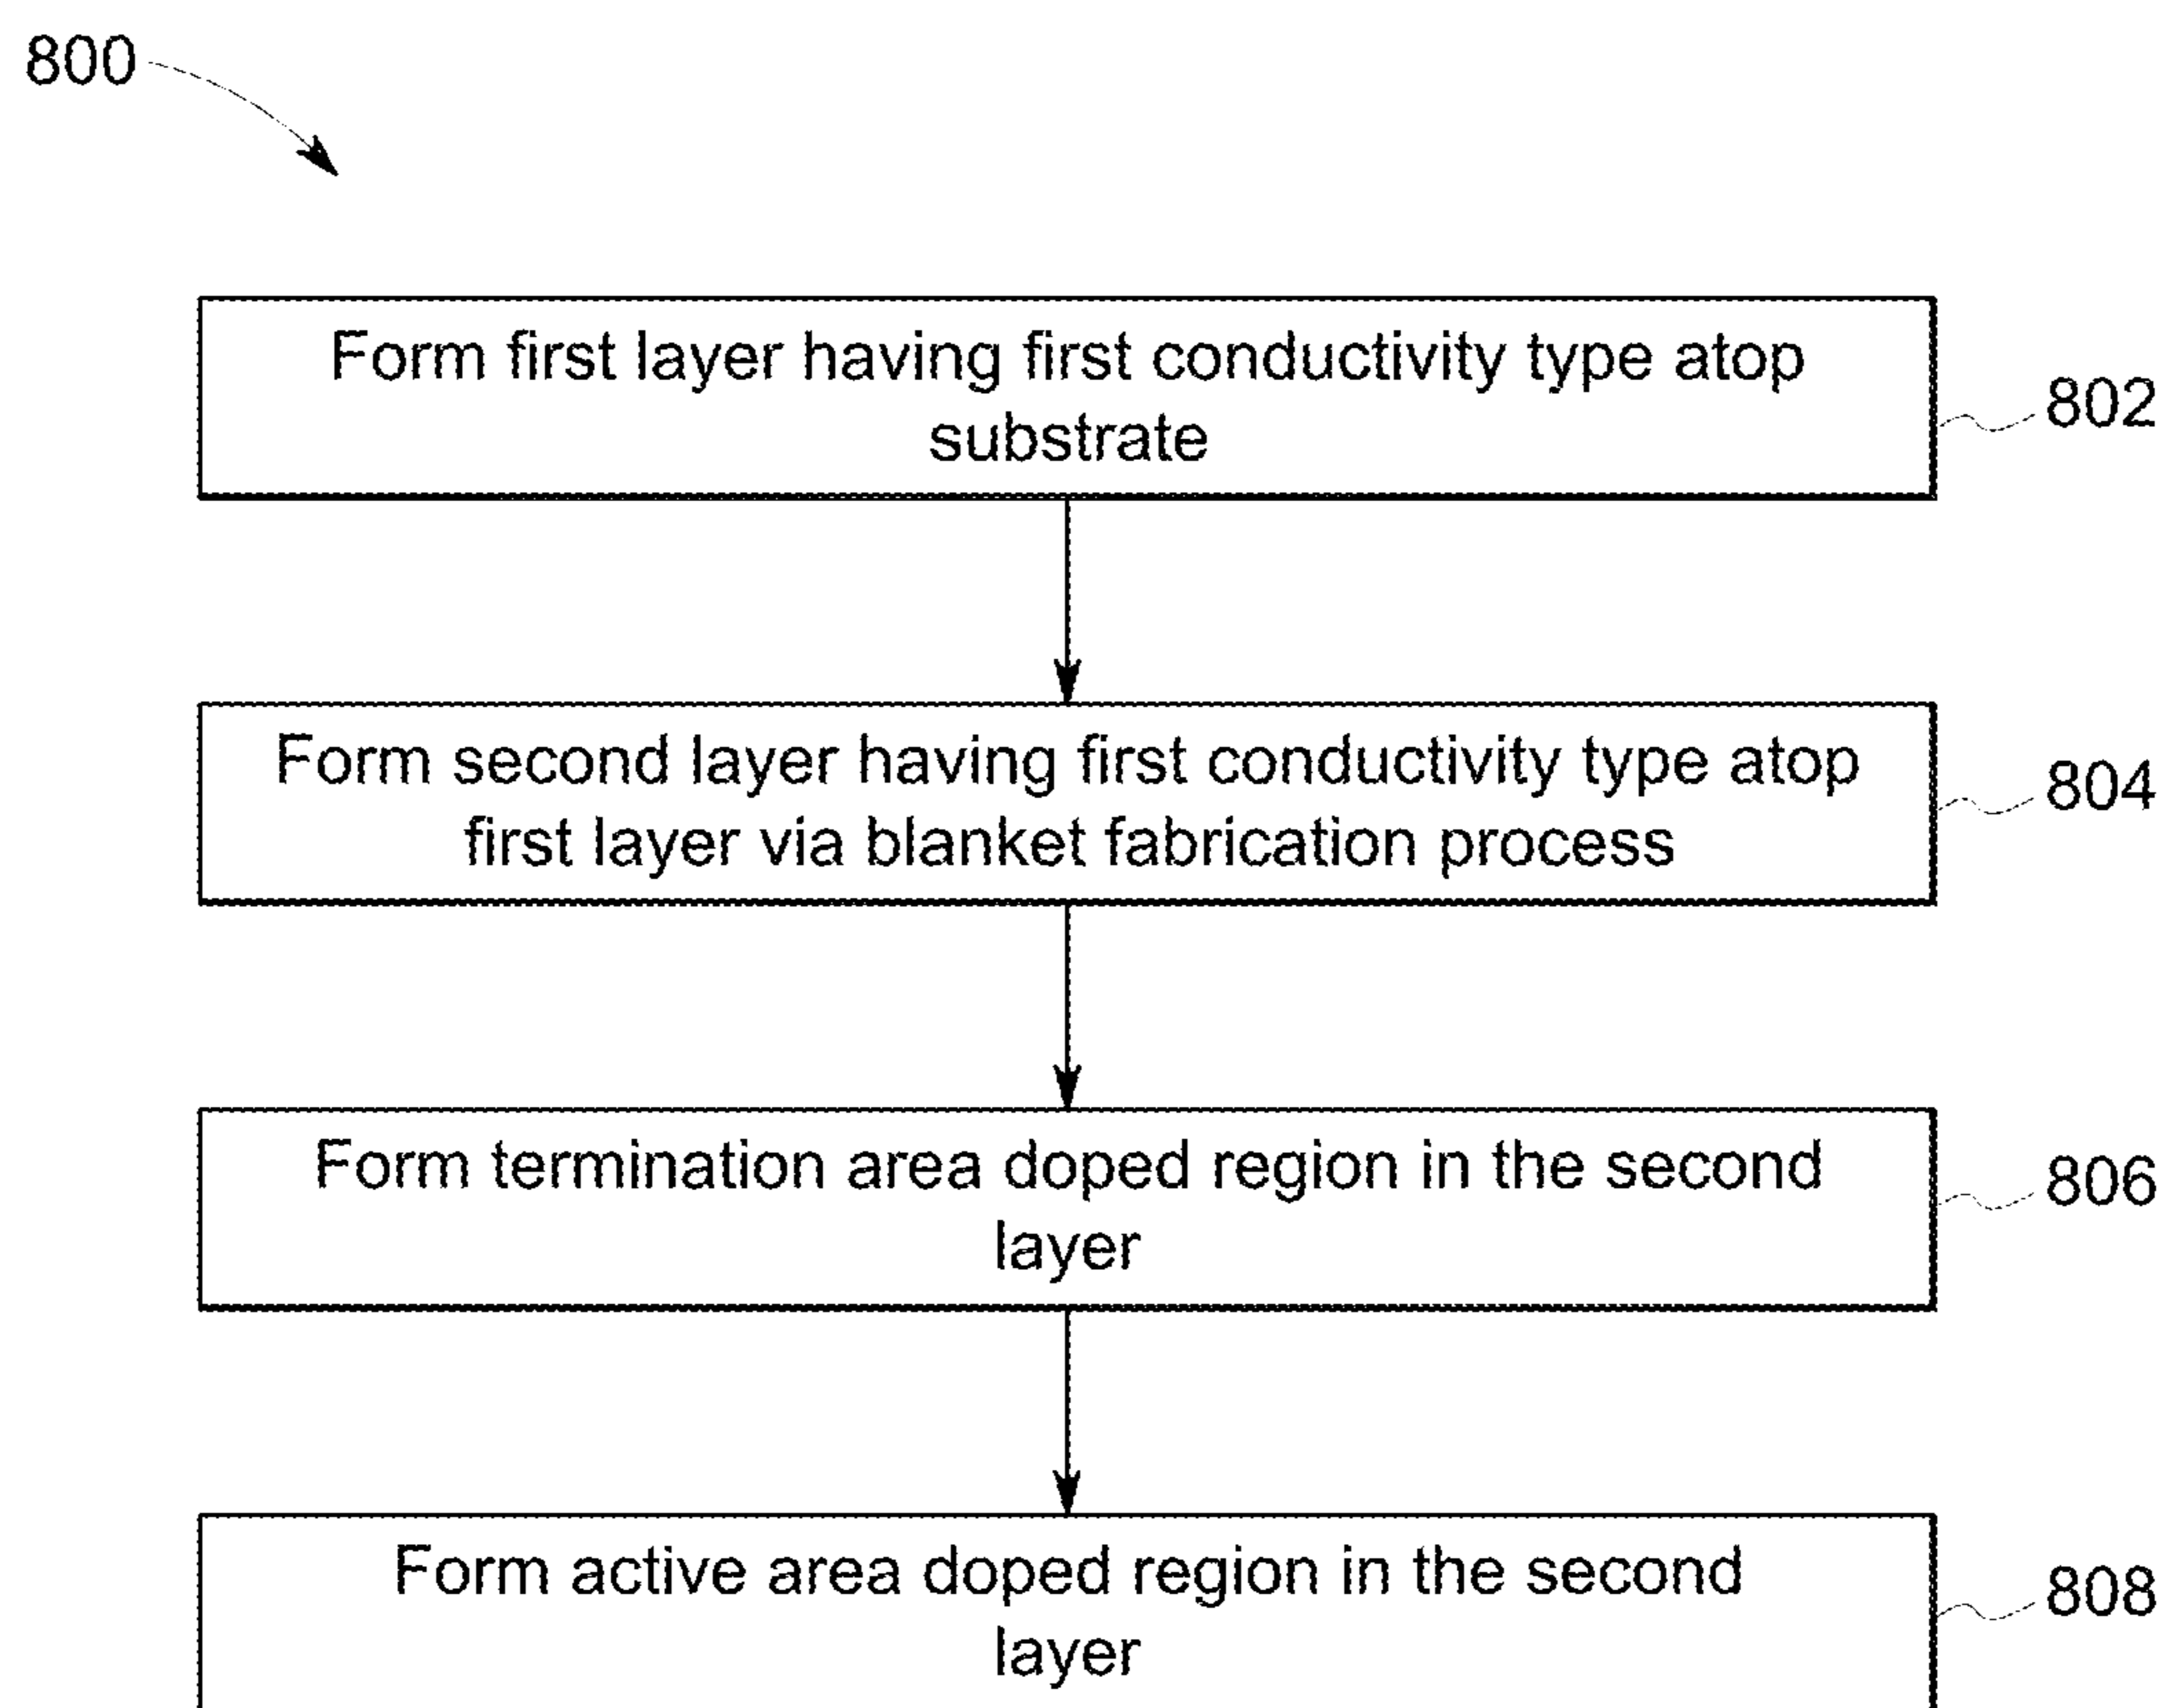 800
Form first layer having first conductivity type atop
substrate
802
Form second layer having first conductivity type atop
first layer via blanket fabrication process
804
Form termination area doped region in the second
layer
806
Form active area doped region in the second
layer
808